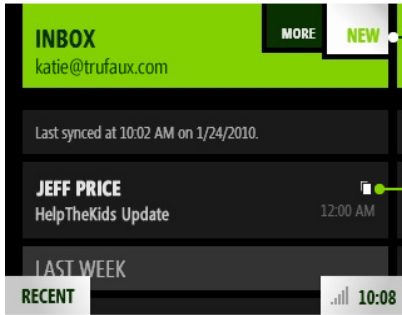 INBOX
MORE
NEW
katie@trufaux.com
Last synced at 10:02 AM on 1/24/2010.
JEFF PRICE
HelpTheKids Update
12:00 AM
LAST WEEK
RECENT
10:08